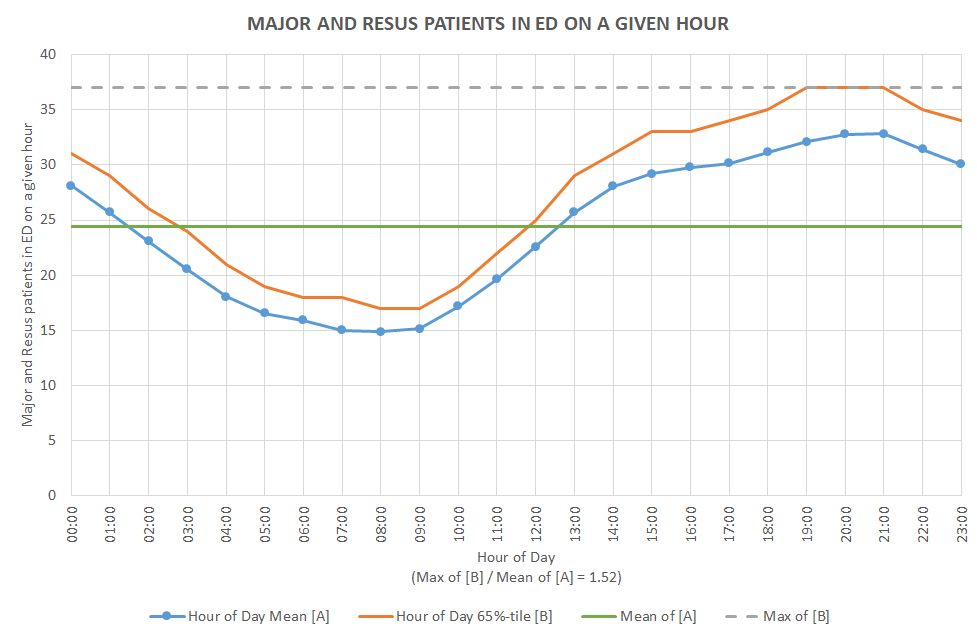 MAJOR AND RESUS PATIENTS IN ED ON A GIVEN HOUR
Major and Resus patients in ED on a given hour
40
35
30
25
20
15
10
5
0
00:00 01:00 02:00 03:00 04:00 05:00 06:00 07:00 08:00 09:00 10:00 11:00 12:00 13:00 14:00 15:00 16:00 17:00 18:00 19:00 20:00 21:00 22:00 23:00
Hour of Day
(Max of [B] / Mean of [A] = 1.52)
Hour of Day Mean [A] Hour of Day 65%-tile [B] Mean of [A] Max of [B]